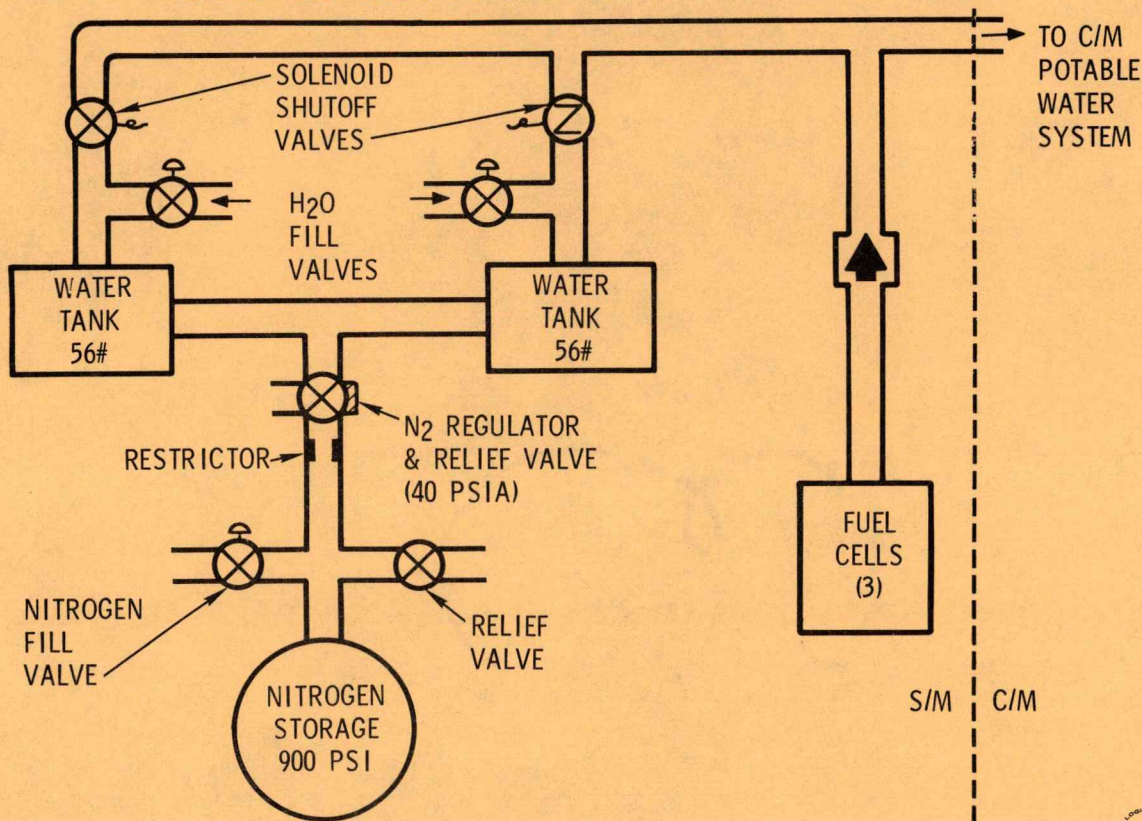 TO C/M
POTABLE
WATER
SYSTEM
SOLENOID
SHUTOFF
VALVES
H2O
FILL
VALVES
WATER
TANK
56#
WATER
TANK
56#
N2 REGULATOR
& RELIEF VALVE
(40 PSIA)
RESTRICTOR
FUEL
CELLS
(3)
NITROGEN
FILL
VALVE
RELIEF
VALVE
NITROGEN
STORAGE
900 PSI
S/M
C/M